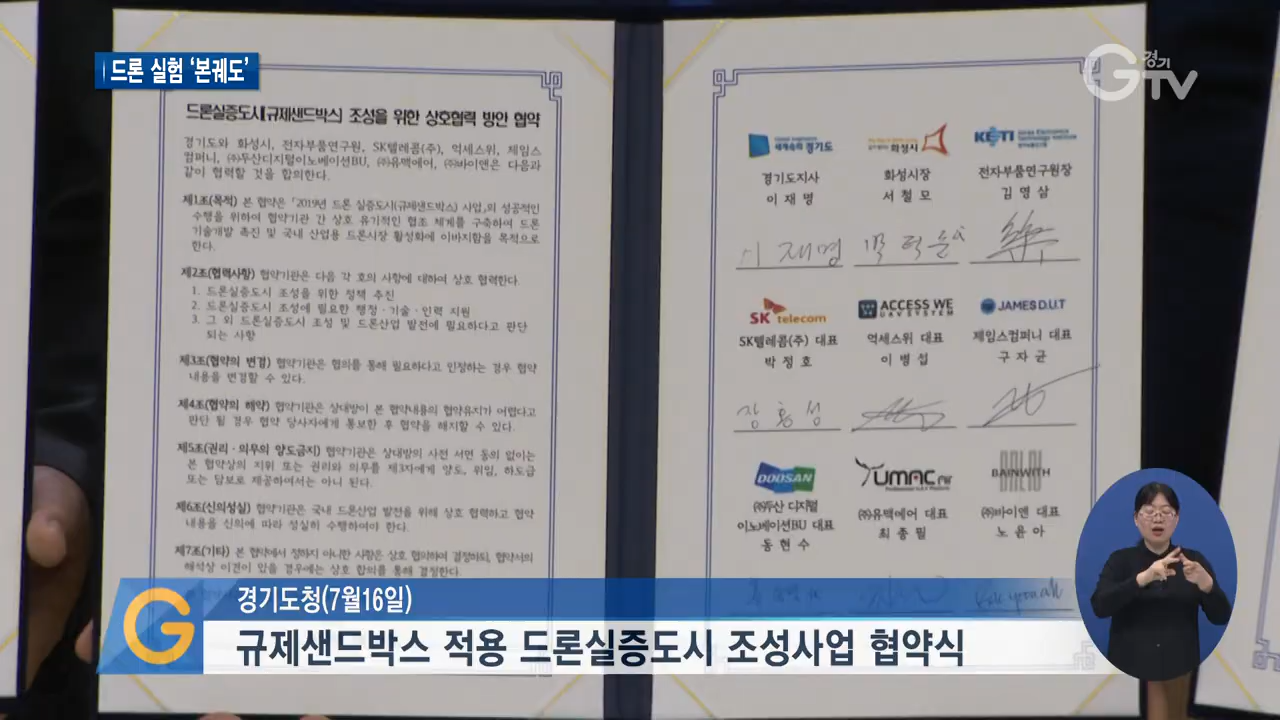 드론 실험 '본궤도'
경기
GTV
드론실증도시[규제샌드박스] 조성을 위한 상호협력 방안 협약
경기도와 화성시, 전자부품연구원, SK텔레콤(주), 억세스위, 제임스
컴퍼니, ㈜두산디지털이노베이션BU, ㈜유맥에어, ㈜바이엔은 다음과
같이 협력할 것을 합의한다.
제1조(목적) 본 협약은 「2019년 드론 실증도시(규제샌드박스) 사업」의 성공적인
수행을 위하여 협약기관 간 상호 유기적인 협조 체계를 구축하여 드론
기술개발 촉진 및 국내 산업용 드론시장 활성화에 이바지함을 목적으로
한다.
제2조(협력사항) 협약기관은 다음 각 호의 사항에 대하여 상호 협력한다.
1. 드론실증도시 조성을 위한 정책 추진
2. 드론실증도시 조성에 필요한 행정·기술·인력 지원
3. 그 외 드론실증도시 조성 및 드론산업 발전에 필요하다고 판단
되는 사항
제3조(협약의 변경) 협약기관은 협의를 통해 필요하다고 인정하는 경우 협약
내용을 변경할 수 있다.
제4조(협약의 해약) 협약기관은 상대방이 본 협약내용의 협약유지가 어렵다고
판단 될 경우 협약 당사자에게 통보한 후 협약을 해지할 수 있다.
제5조(권리·의무의 양도금지) 협약기관은 상대방의 사전 서면 동의 없이는
본 협약상의 지위 또는 권리와 의무를 제3자에게 양도, 위임, 하도급
또는 담보로 제공하여서는 아니 된다.
제6조(신의성실) 협약기관은 국내 드론산업 발전을 위해 상호 협력하고 협약
내용을 신의에 따라 성실히 수행하여야 한다.
제7조(기타) 본 협약에서 정하지 아니한 사항은 상호 협의하여 결정하되, 협약서의
해석상 이견이 있을 경우에는 상호 합의를 통해 결정한다.
세계속의 경기도
화성시
KETI Korea Electronics Technology Institute
경기도지사
이재명
화성시장
서철모
전자부품연구원장
김영삼
이재명
SK telecom
ACCESS WE
UAV SYSTEM
JAMES D.U.T
SK텔레콤(주) 대표
박정호
억세스위 대표
이병섭
제임스컴퍼니 대표
구자균
장홍성
DOOSAN
YUMAC Air
BAINWITH
㈜두산 디지털
이노베이션BU 대표
동현수
㈜유맥에어 대표
최종필
㈜바이엔 대표
노윤아
경기도청(7월16일)
G
규제샌드박스 적용 드론실증도시 조성사업 협약식